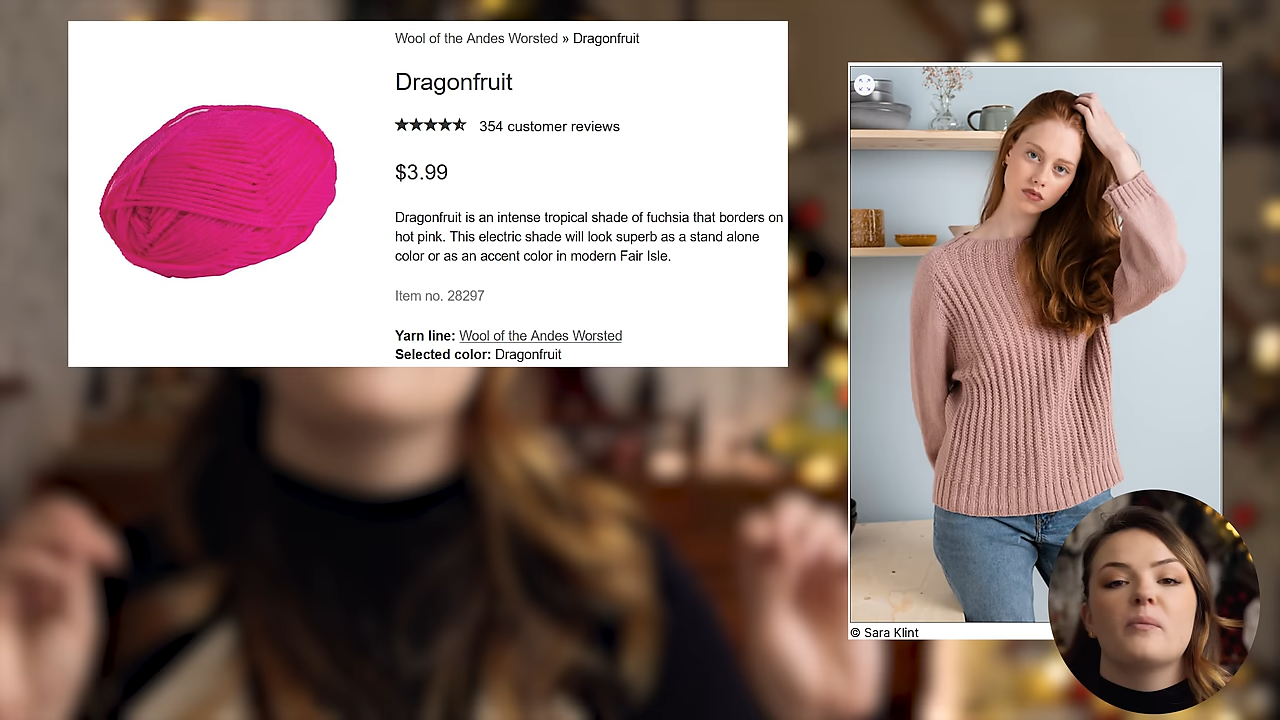 Wool of the Andes Worsted » Dragonfruit
Dragonfruit
354 customer reviews
$3.99
Dragonfruit is an intense tropical shade of fuchsia that borders on
hot pink. This electric shade will look superb as a stand alone
color or as an accent color in modern Fair Isle.
Item no. 28297
Yarn line: Wool of the Andes Worsted
Selected color: Dragonfruit
© Sara Klint